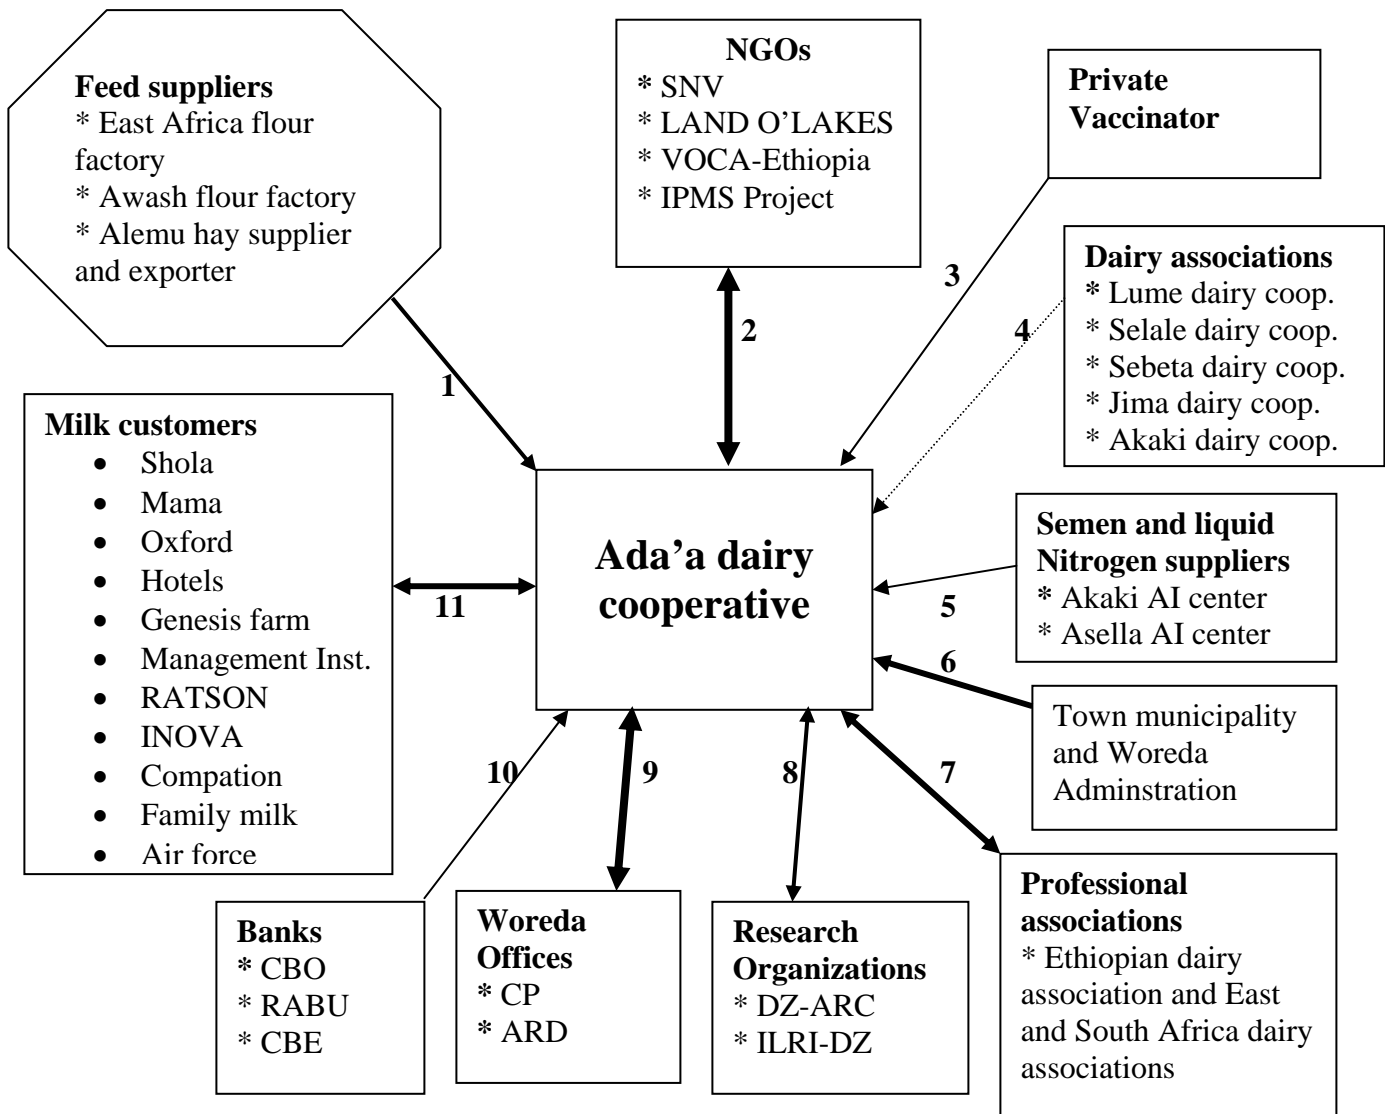 Feed suppliers
* East Africa flour
factory
* Awash flour factory
* Alemu hay supplier
and exporter
NGOs
* SNV
* LAND O’LAKES
* VOCA-Ethiopia
* IPMS Project
Private
Vaccinator
Dairy associations
* Lume dairy coop.
* Selale dairy coop.
* Sebeta dairy coop.
* Jima dairy coop.
* Akaki dairy coop.
1
2
3
4
Milk customers
• Shola
• Mama
• Oxford
• Hotels
• Genesis farm
• Management Inst.
• RATSON
• INOVA
• Compation
• Family milk
• Air force
11
Ada’a dairy
cooperative
5
Semen and liquid
Nitrogen suppliers
* Akaki AI center
* Asella AI center
6
Town municipality
and Woreda
Adminstration
10
9
8
7
Banks
* CBO
* RABU
* CBE
Woreda
Offices
* CP
* ARD
Research
Organizations
* DZ-ARC
* ILRI-DZ
Professional
associations
* Ethiopian dairy
association and East
and South Africa dairy
associations